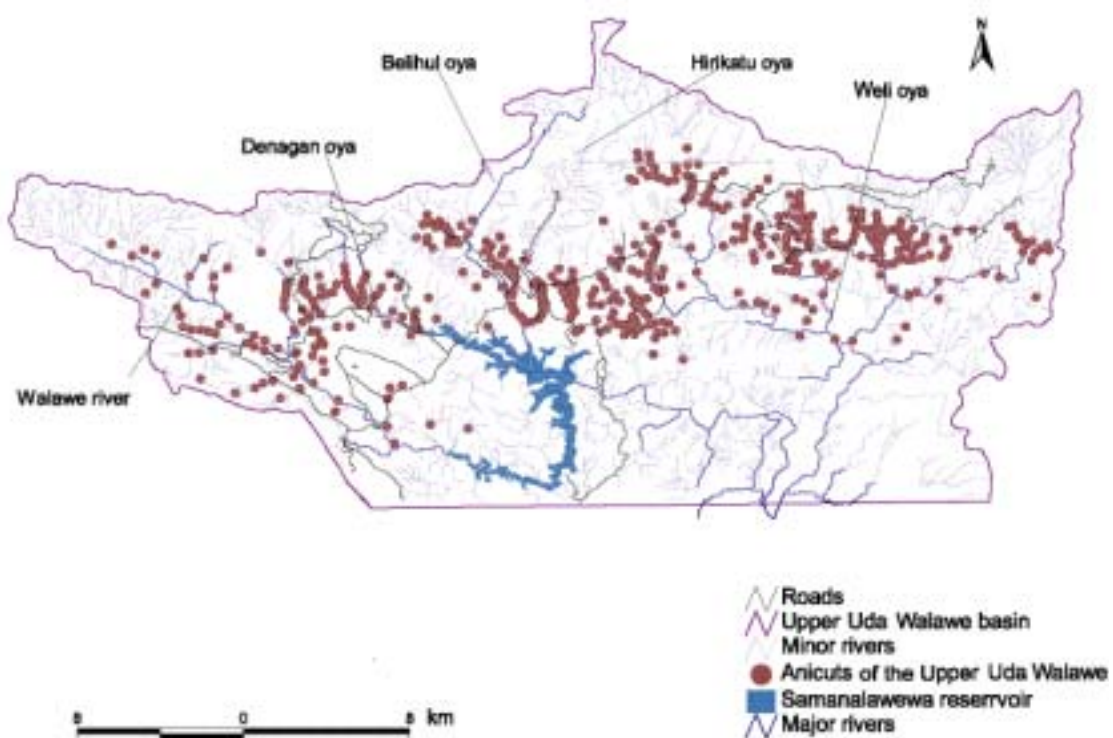 N
Belihul oya
Hirikatu oya
Weli oya
Denagan oya
Walawe river
Roads
Upper Uda Walawe basin
Minor rivers
Anicuts of the Upper Uda Walawe
Samanalawewa reserrvoir
Major rivers
0 km